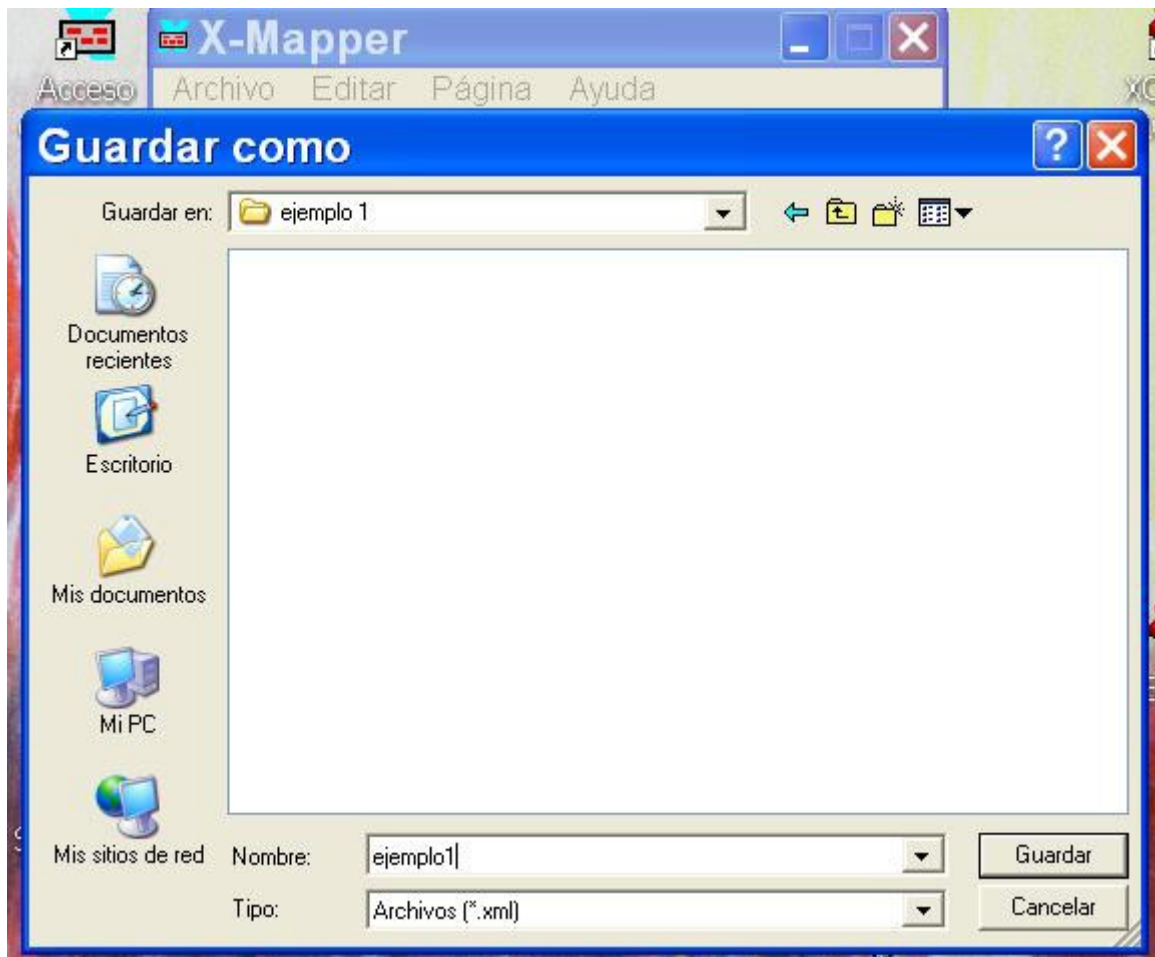 X-Mapper
Acceso
Archivo Editar Página Ayuda
Guardar como
Guardar en: ejemplo 1
Documentos
recientes
Escritorio
Mis documentos
Mi PC
Mis sitios de red
Nombre: ejemplo1
Guardar
Tipo: Archivos (*.xml)
Cancelar